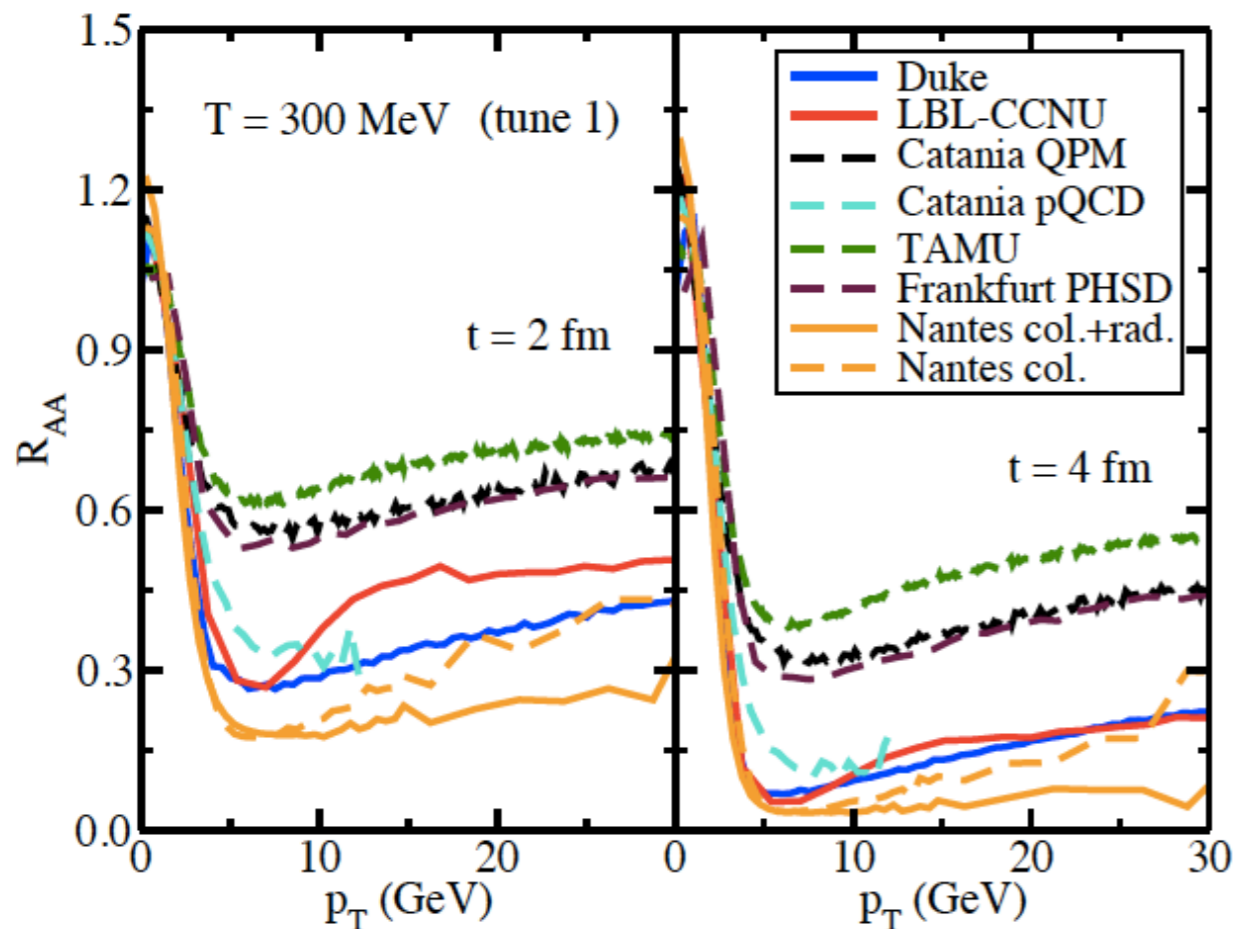 1.5
1.2
0.9
0.6
0.3
0.0
R_AA
T = 300 MeV (tune 1)
t = 2 fm
0 10 20
p_T (GeV)
Duke
LBL-CCNU
Catania QPM
Catania pQCD
TAMU
Frankfurt PHSD
Nantes col.+rad.
Nantes col.
t = 4 fm
0 10 20 30
p_T (GeV)